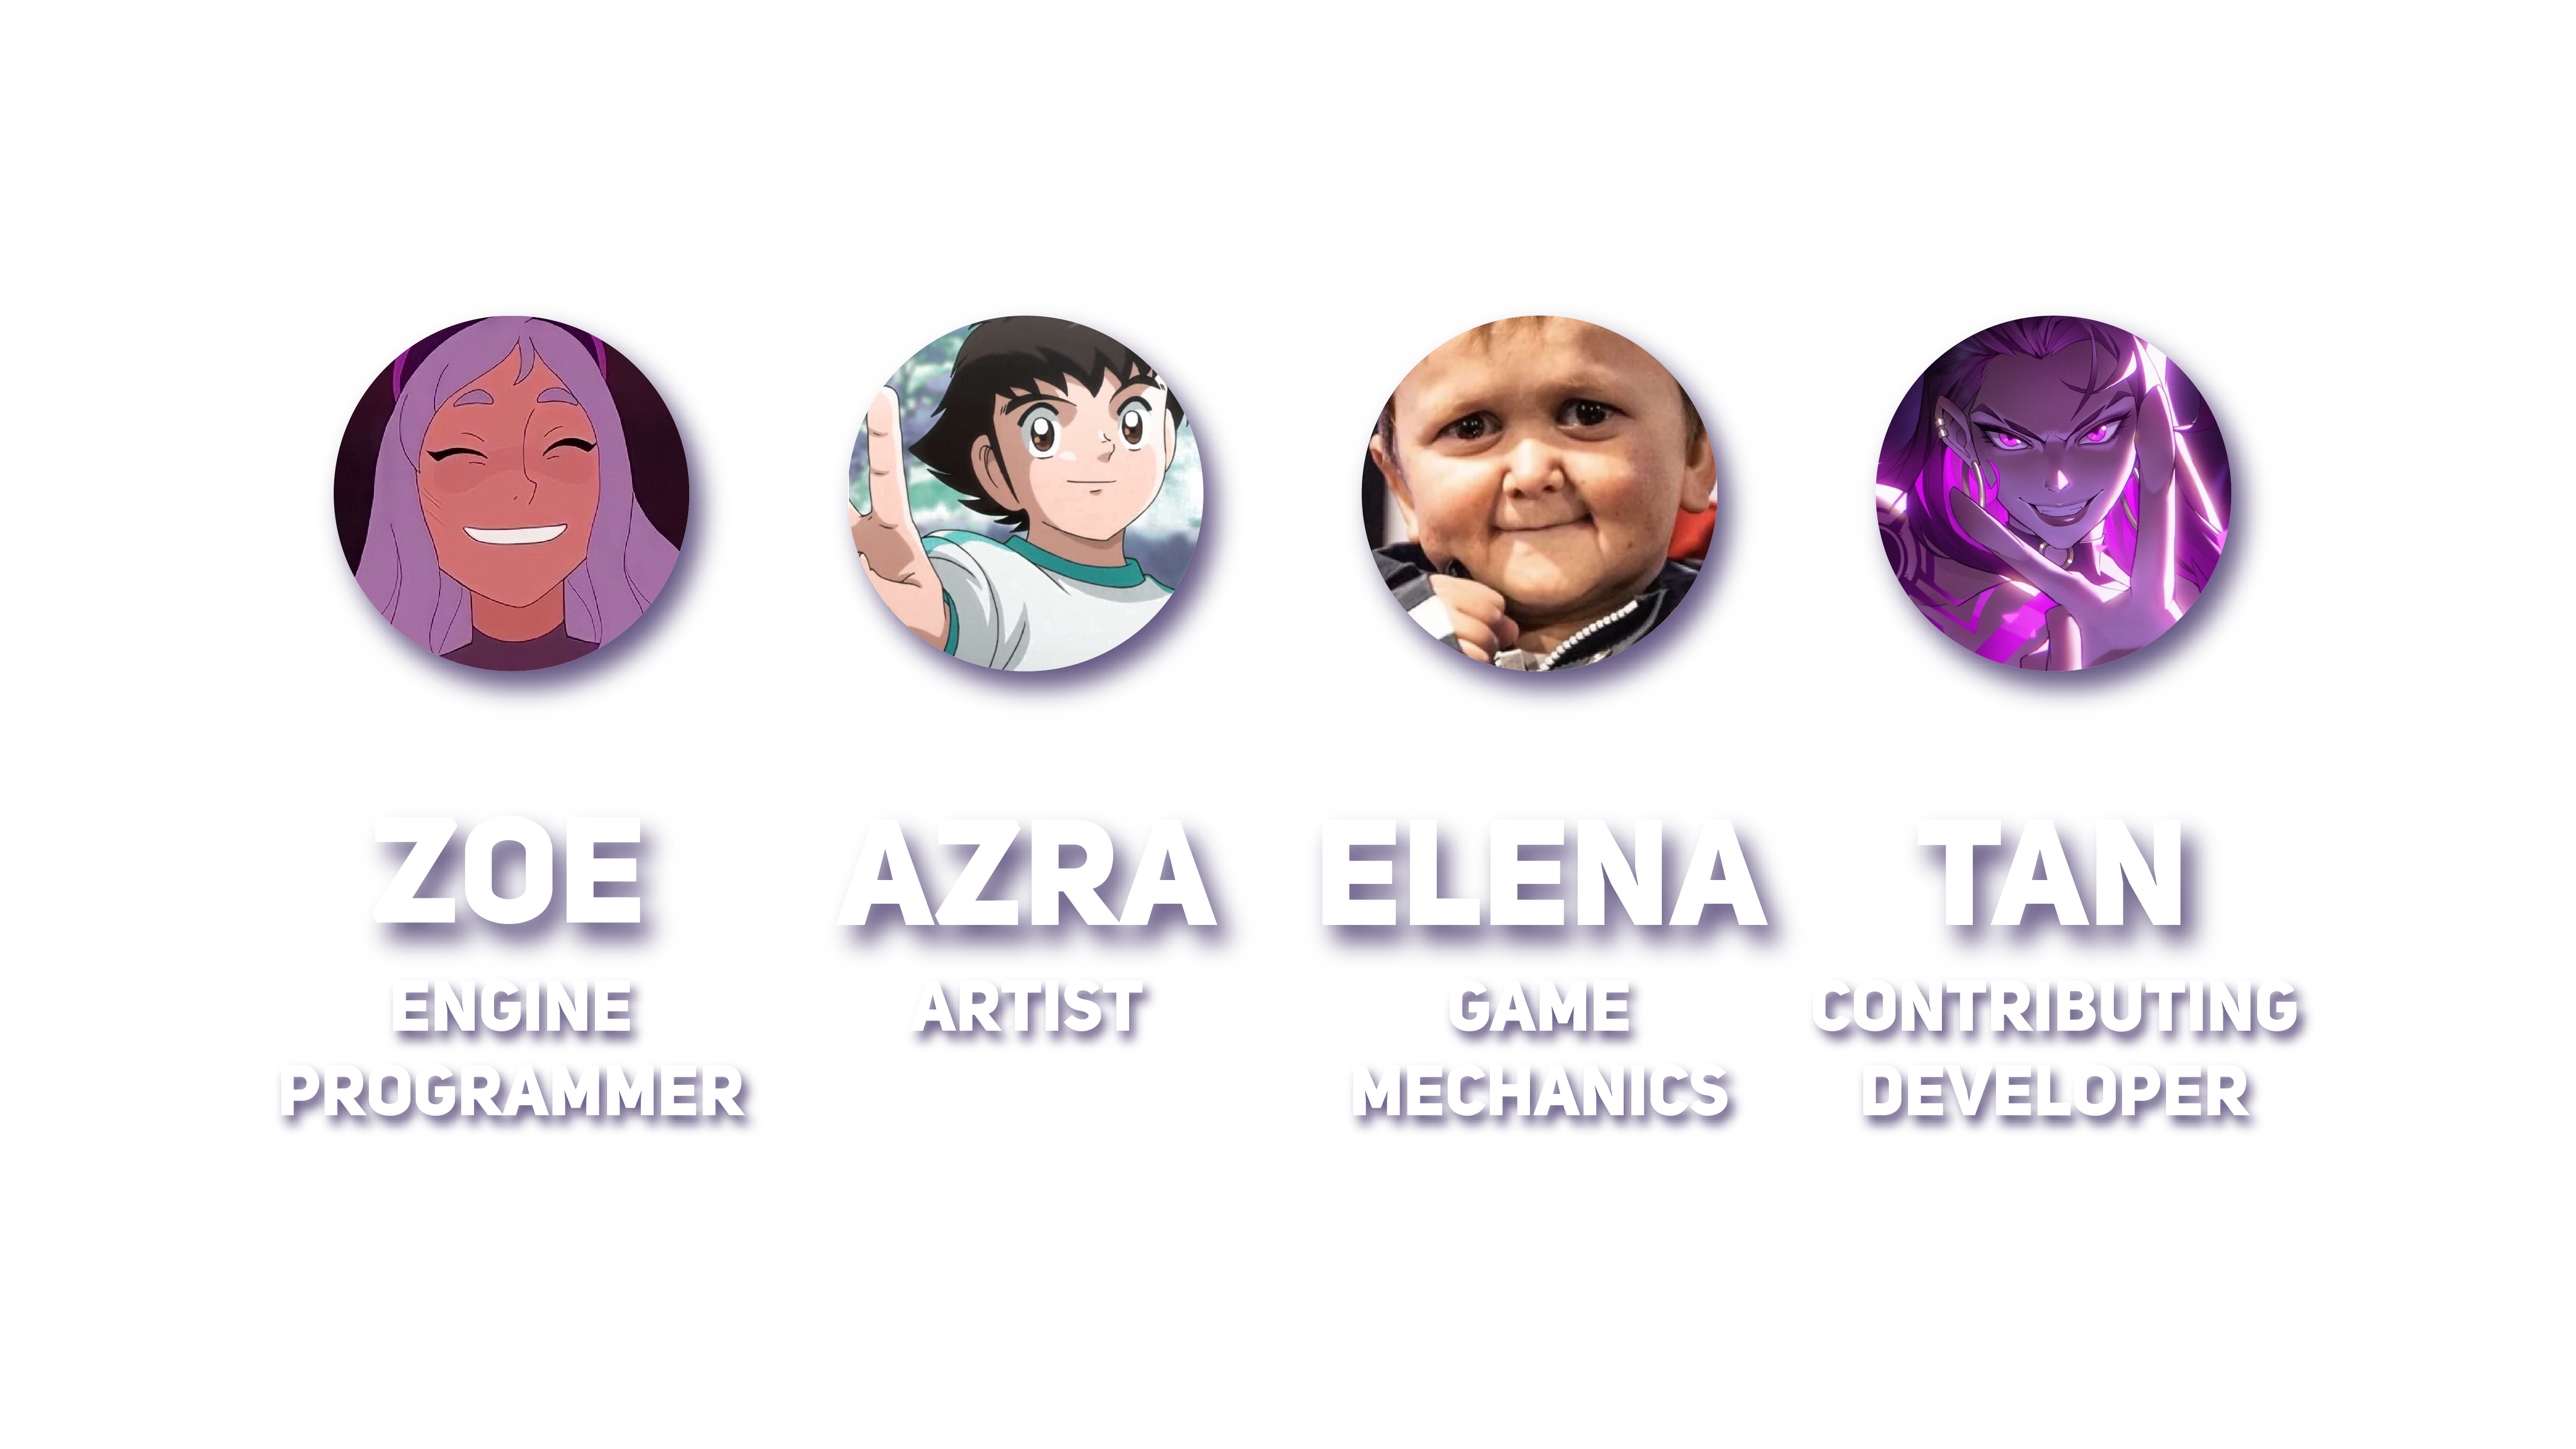 ZOE
ENGINE
PROGRAMMER
AZRA
ARTIST
ELENA
GAME
MECHANICS
TAN
CONTRIBUTING
DEVELOPER